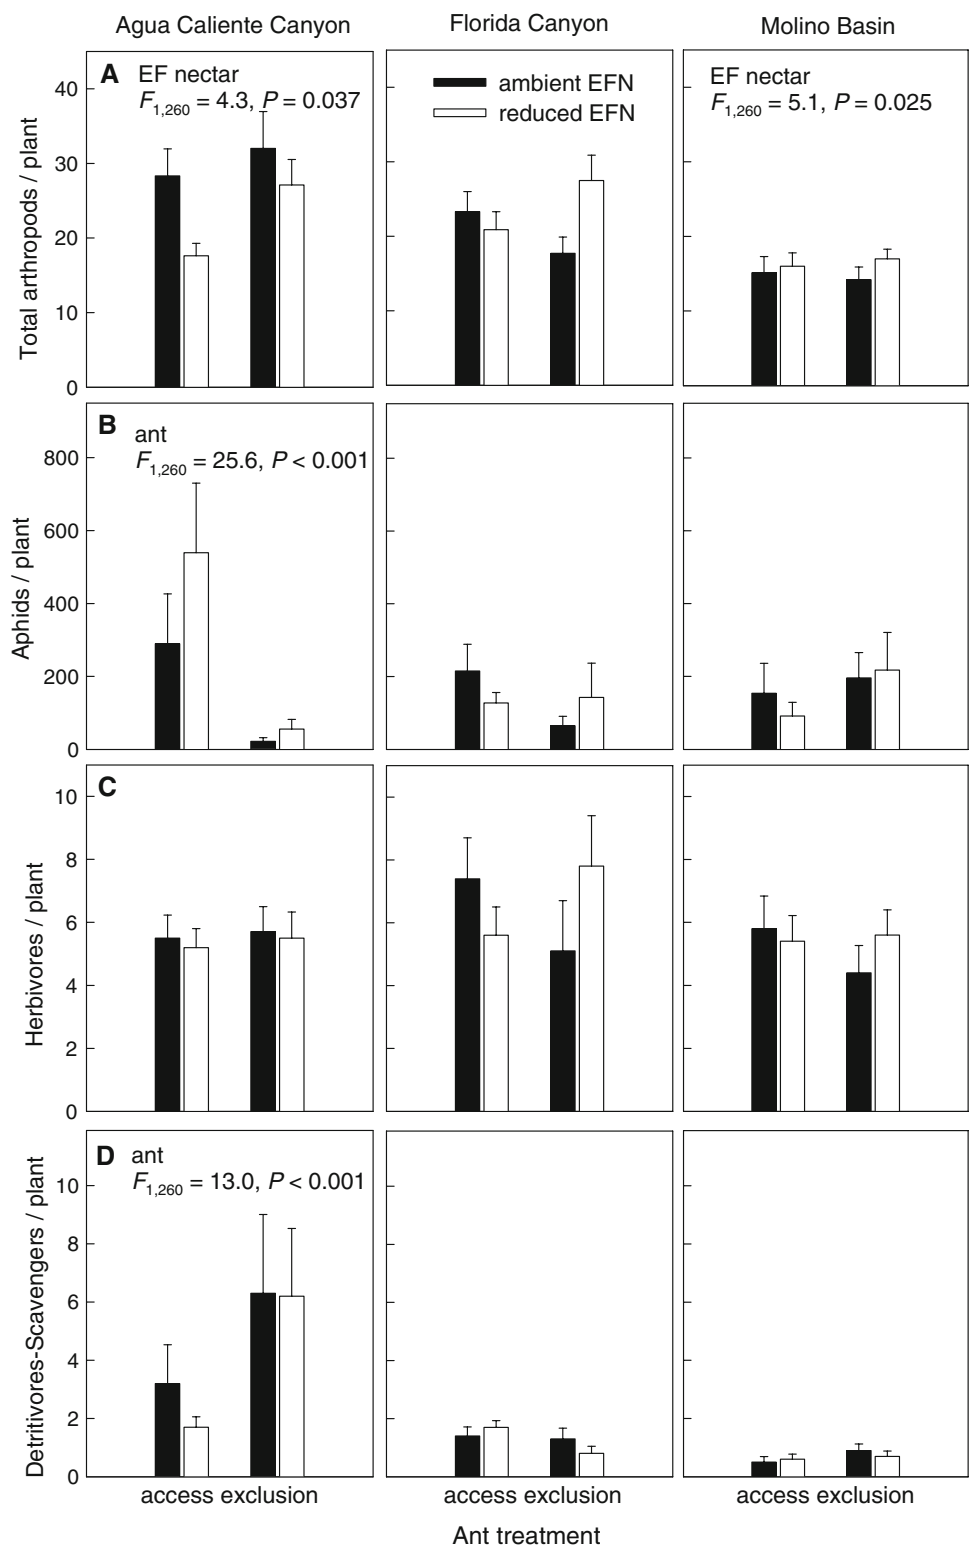 Agua Caliente Canyon
Florida Canyon
Molino Basin
A EF nectar
F1,260 = 4.3, P = 0.037
ambient EFN
reduced EFN
EF nectar
F1,260 = 5.1, P = 0.025
Total arthropods / plant
40
30
20
10
0
B ant
F1,260 = 25.6, P < 0.001
Aphids / plant
800
600
400
200
0
C
Herbivores / plant
10
8
6
4
2
0
D ant
F1,260 = 13.0, P < 0.001
Detritivores-Scavengers / plant
10
8
6
4
2
0
access exclusion
access exclusion
access exclusion
Ant treatment